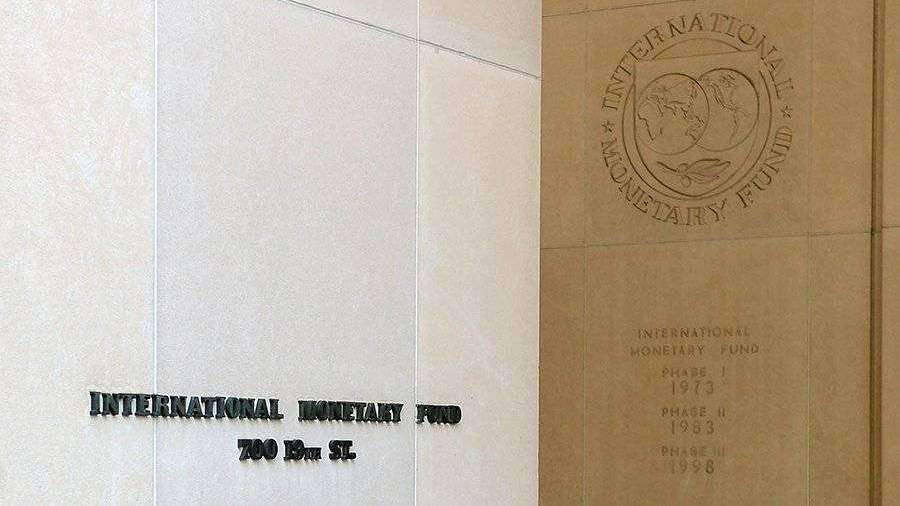 INTERNATIONAL MONETARY FUND
700 19TH ST.
INTERNATIONAL
MONETARY FUND
INTERNATIONAL
MONETARY FUND
PHASE I
1973
PHASE II
1983
PHASE III
1998